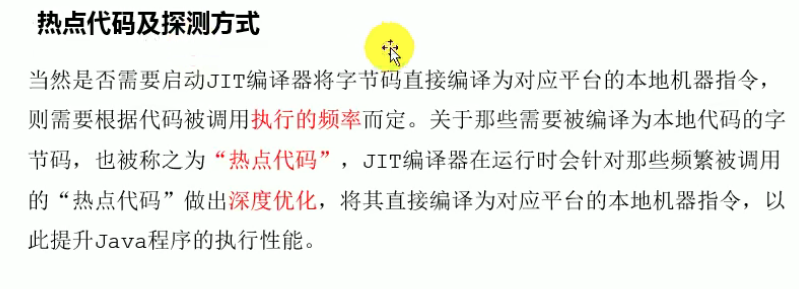 热点代码及探测方式
当然是否需要启动JIT编译器将字节码直接编译为对应平台的本地机器指令，
则需要根据代码被调用执行的频率而定。关于那些需要被编译为本地代码的字
节码，也被称之为“热点代码”，JIT编译器在运行时会针对那些频繁被调用
的“热点代码”做出深度优化，将其直接编译为对应平台的本地机器指令，以
此提升Java程序的执行性能。